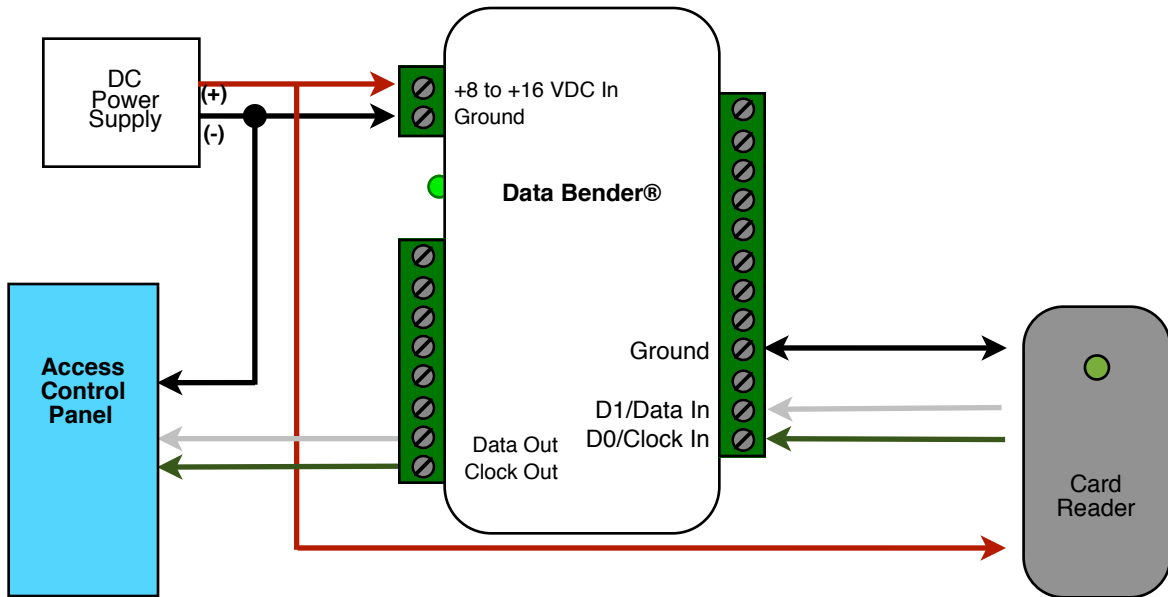 DC
Power
Supply
(+)
(-)
+8 to +16 VDC In
Ground
Data Bender®
Access
Control
Panel
Ground
D1/Data In
D0/Clock In
Data Out
Clock Out
Card
Reader